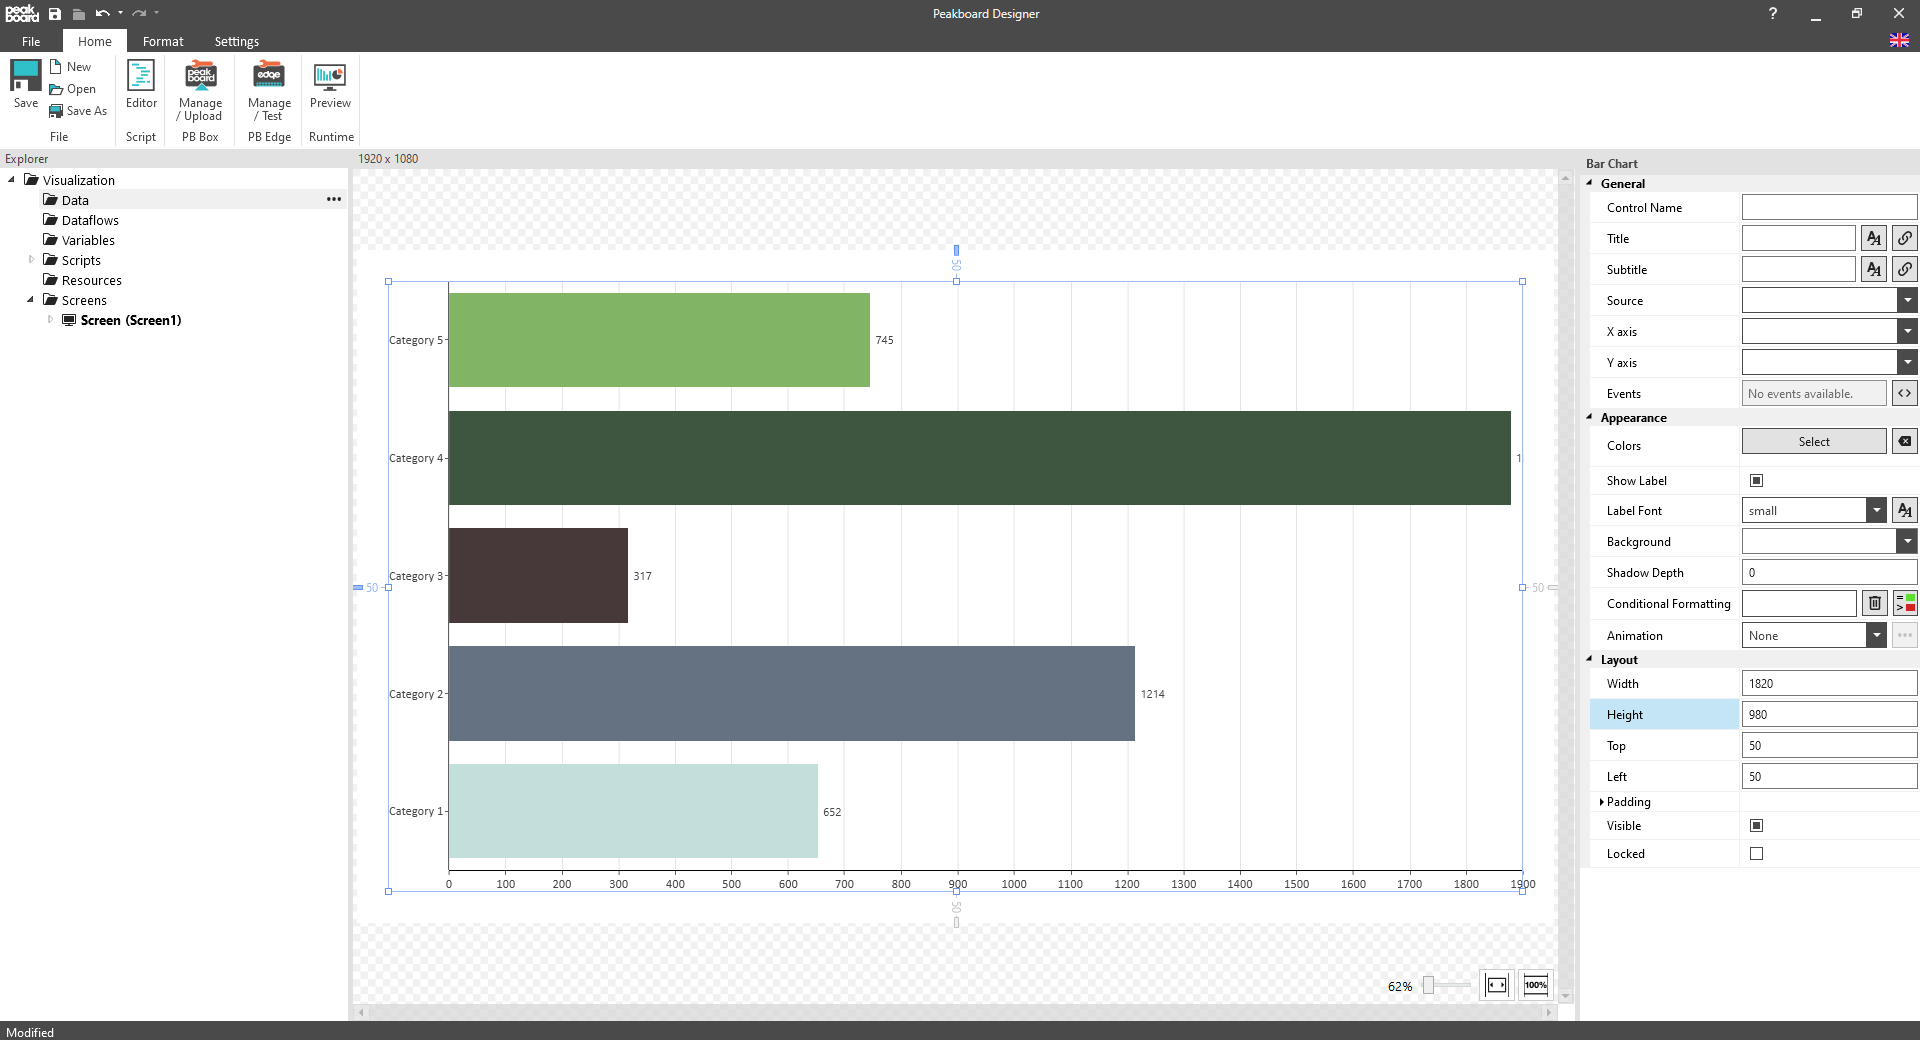 peak board
Peakboard Designer
?
File
Home
Format
Settings
Save
New
Open
Save As
File
Editor
Script
peak board
Manage / Upload
PB Box
edge
Manage / Test
PB Edge
Preview
Runtime
Explorer
Visualization
Data
Dataflows
Variables
Scripts
Resources
Screens
Screen (Screen1)
1920 x 1080
50
Category 5
745
Category 4
1
Category 3
317
50
50
Category 2
1214
Category 1
652
0 100 200 300 400 500 600 700 800 900 1000 1100 1200 1300 1400 1500 1600 1700 1800 1900
50
62%
100%
Bar Chart
General
Control Name
Title
Subtitle
Source
X axis
Y axis
Events
No events available.
Appearance
Colors
Select
Show Label
Label Font
small
Background
Shadow Depth
0
Conditional Formatting
Animation
None
Layout
Width
1820
Height
980
Top
50
Left
50
Padding
Visible
Locked
Modified